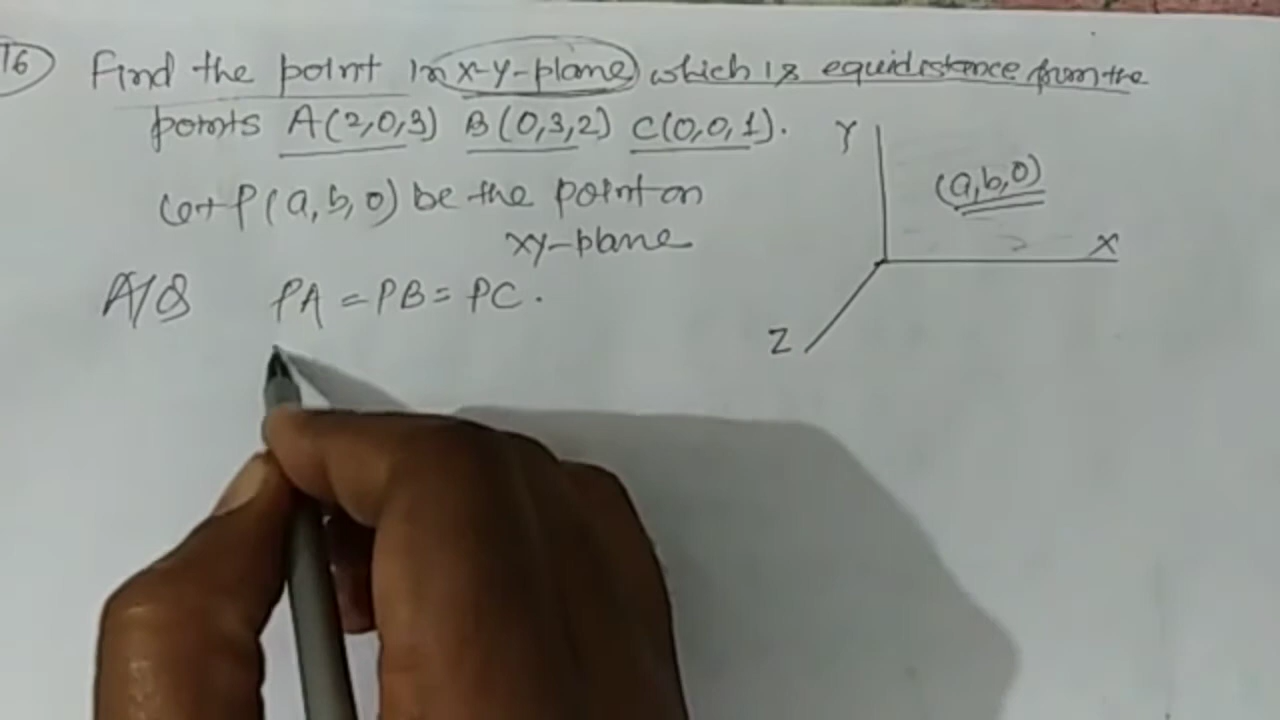 16 Find the point in x-y-plane which is equidistance from the
points A(2,0,3) B(0,3,2) C(0,0,1).
Let P(a,b,0) be the point on
xy-plane
A/Q PA = PB = PC.
Y
(a,b,0)
X
Z